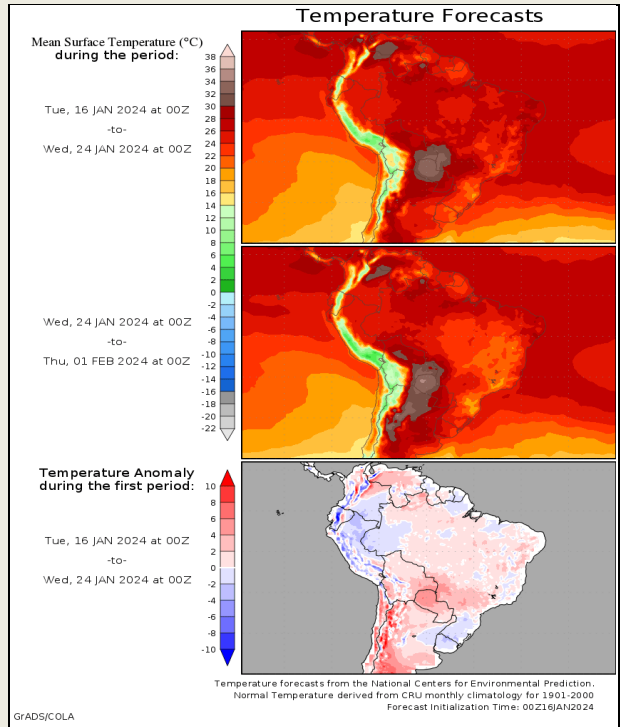 Temperature Forecasts
Mean Surface Temperature (°C)
during the period:
Tue, 16 JAN 2024 at 00Z
-to-
Wed, 24 JAN 2024 at 00Z
38
36
34
32
30
28
26
24
22
20
18
16
14
12
10
8
6
4
2
0
-2
-4
-6
-8
-10
-12
-14
-16
-18
-20
-22
Wed, 24 JAN 2024 at 00Z
-to-
Thu, 01 FEB 2024 at 00Z
Temperature Anomaly
during the first period:
Tue, 16 JAN 2024 at 00Z
-to-
Wed, 24 JAN 2024 at 00Z
10
8
6
4
2
0
-2
-4
-6
-8
-10
Temperature forecasts from the National Centers for Environmental Prediction.
Normal Temperature derived from CRU monthly climatology for 1901-2000
Forecast Initialization Time: 00Z16JAN2024
GrADS/COLA